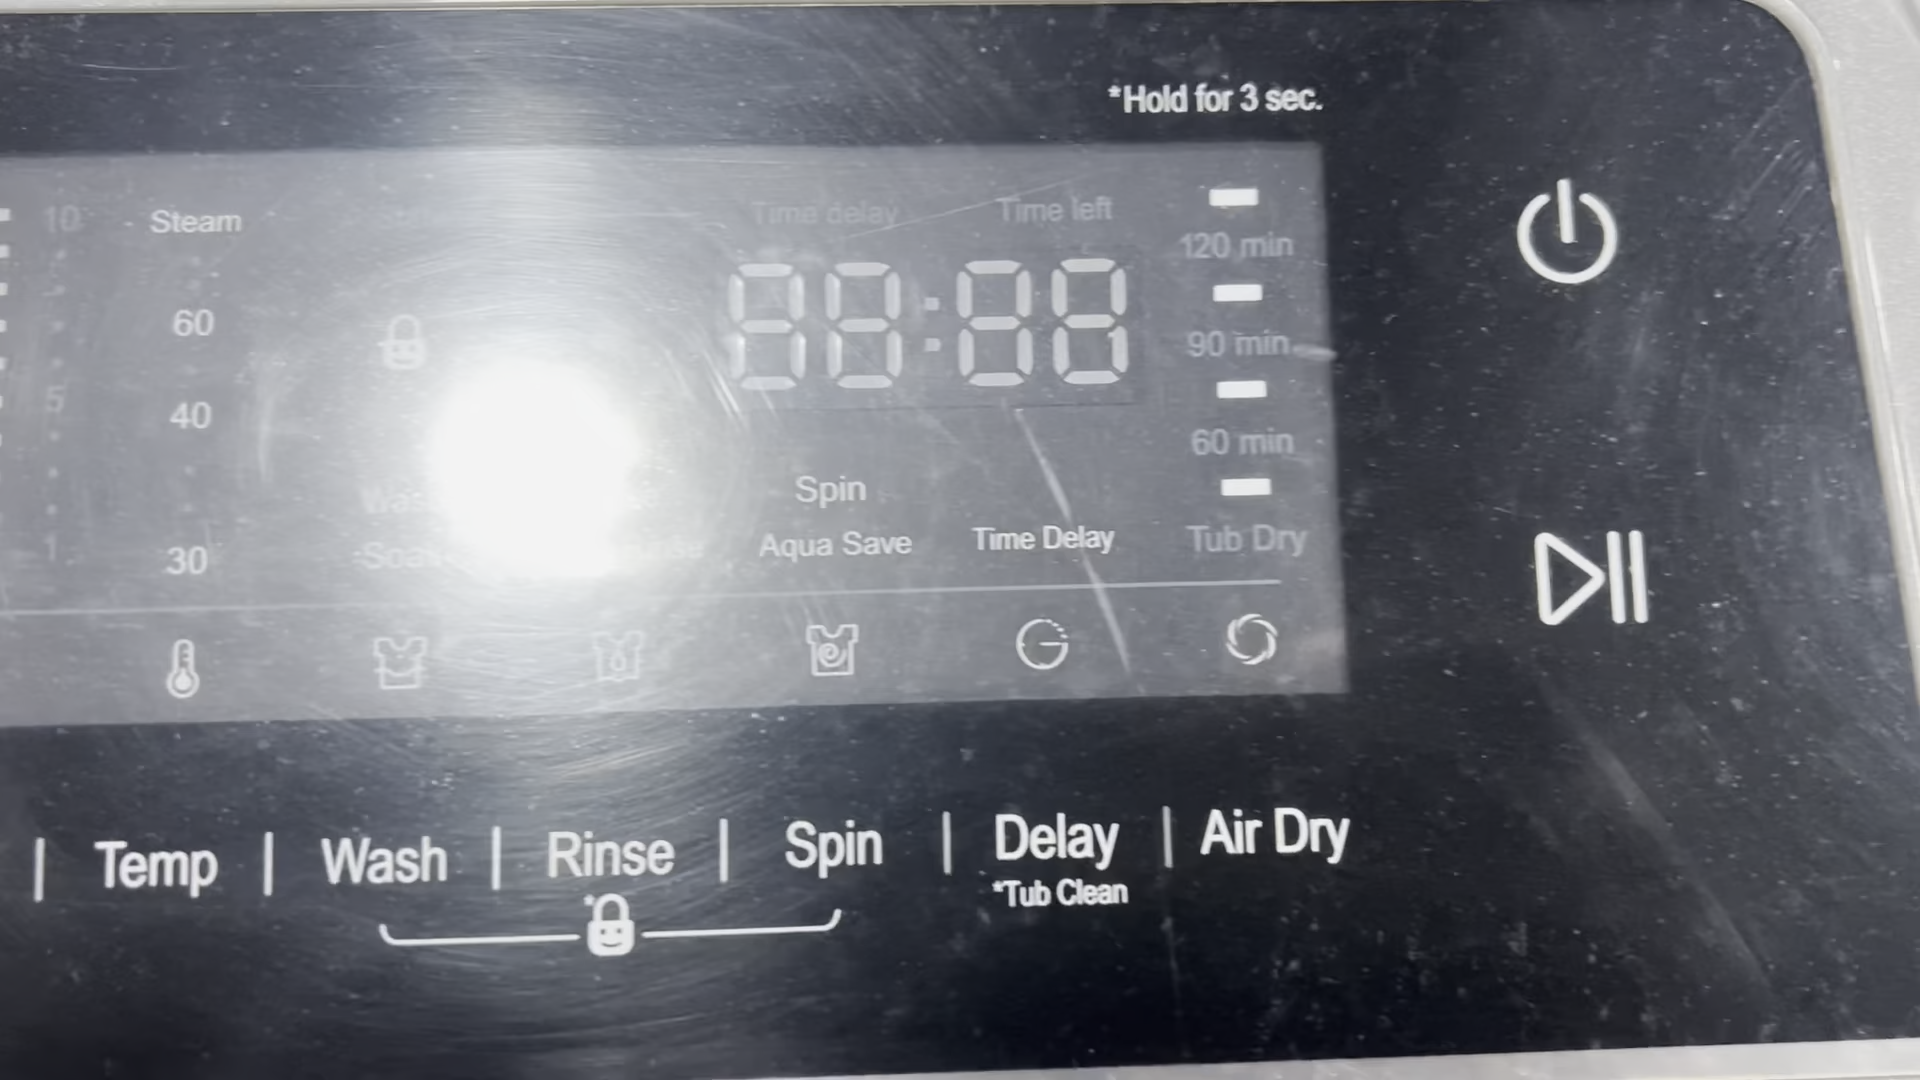 *Hold for 3 sec.
10
Steam
Time delay
Time left
120 min
60
88:88
90 min
5
40
60 min
Spin
1
30
Aqua Save
Time Delay
Tub Dry
Temp
Wash
Rinse
Spin
Delay
Air Dry
*Tub Clean
*